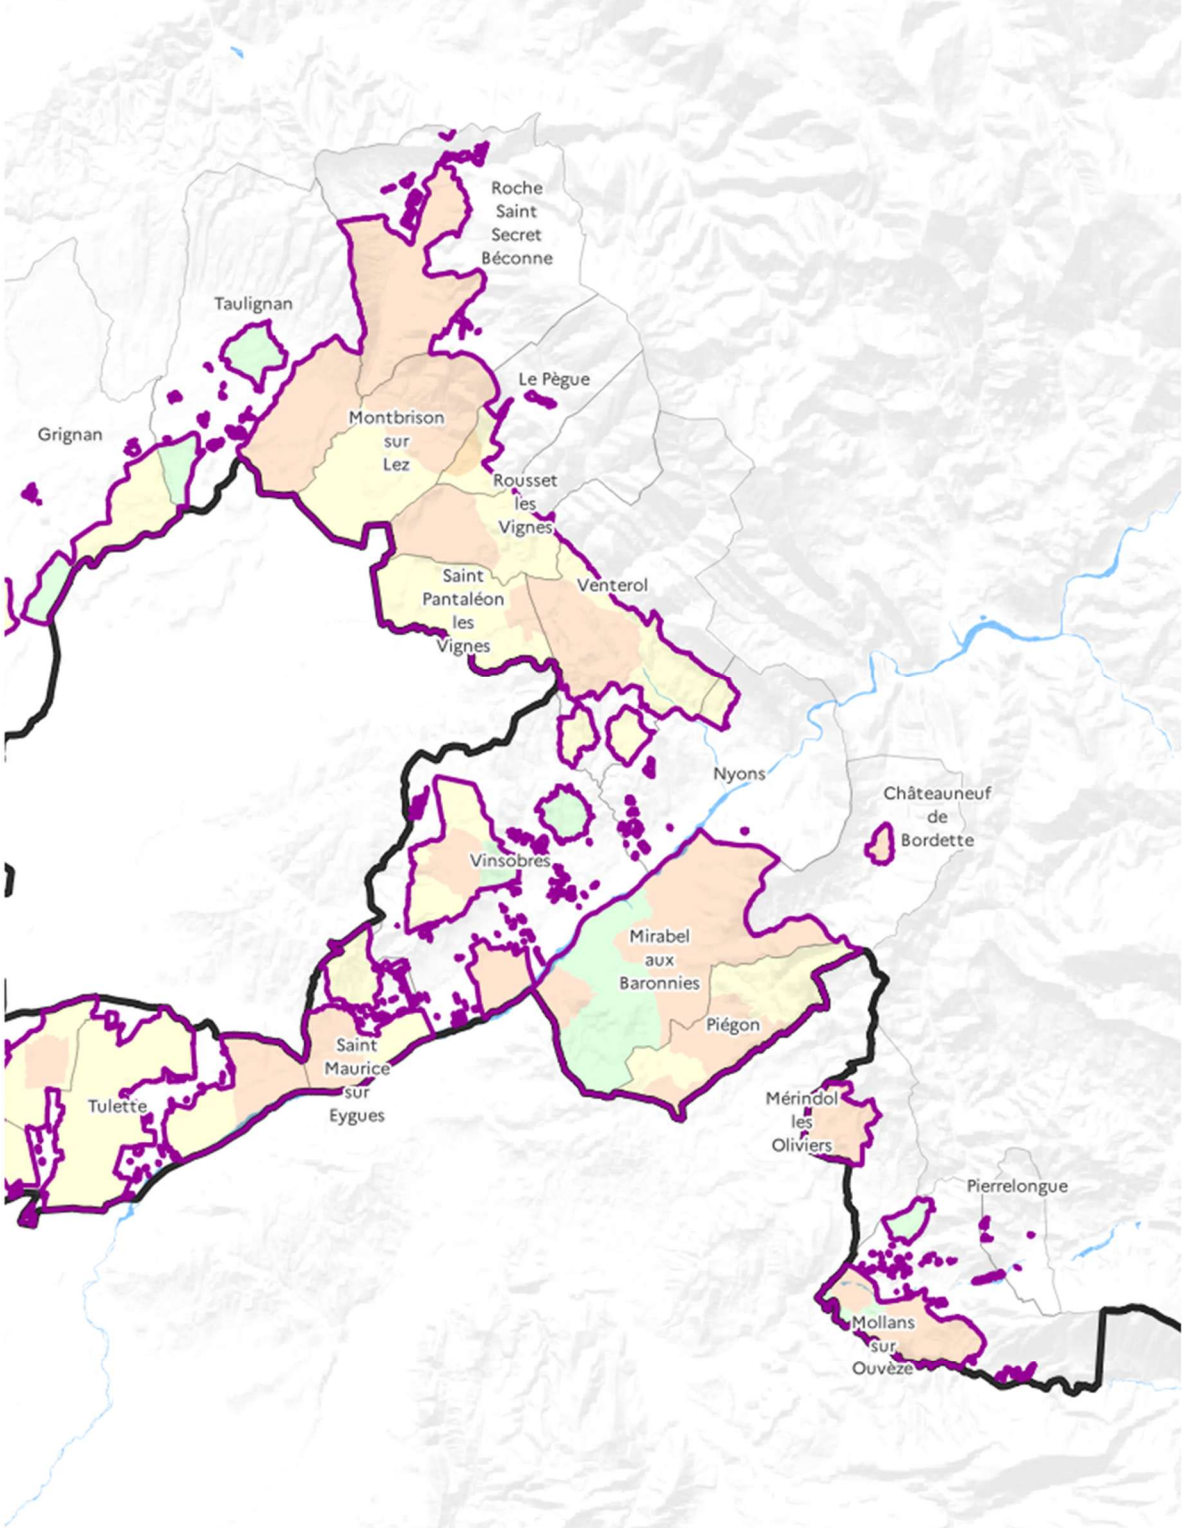 Roche
Saint
Secret
Béconne
Taulignan
Le Pègue
Montbrison
sur
Lez
Grignan
Rousset
les
Vignes
Saint
Pantaléon
les
Vignes
Venterol
Nyons
Châteauneuf
de
Bordette
Vinsobres
Mirabel
aux
Baronnies
Piégon
Saint
Maurice
sur
Eygues
Tulette
Mérindol
les
Oliviers
Pierrelongue
Mollans
sur
Ouvèze